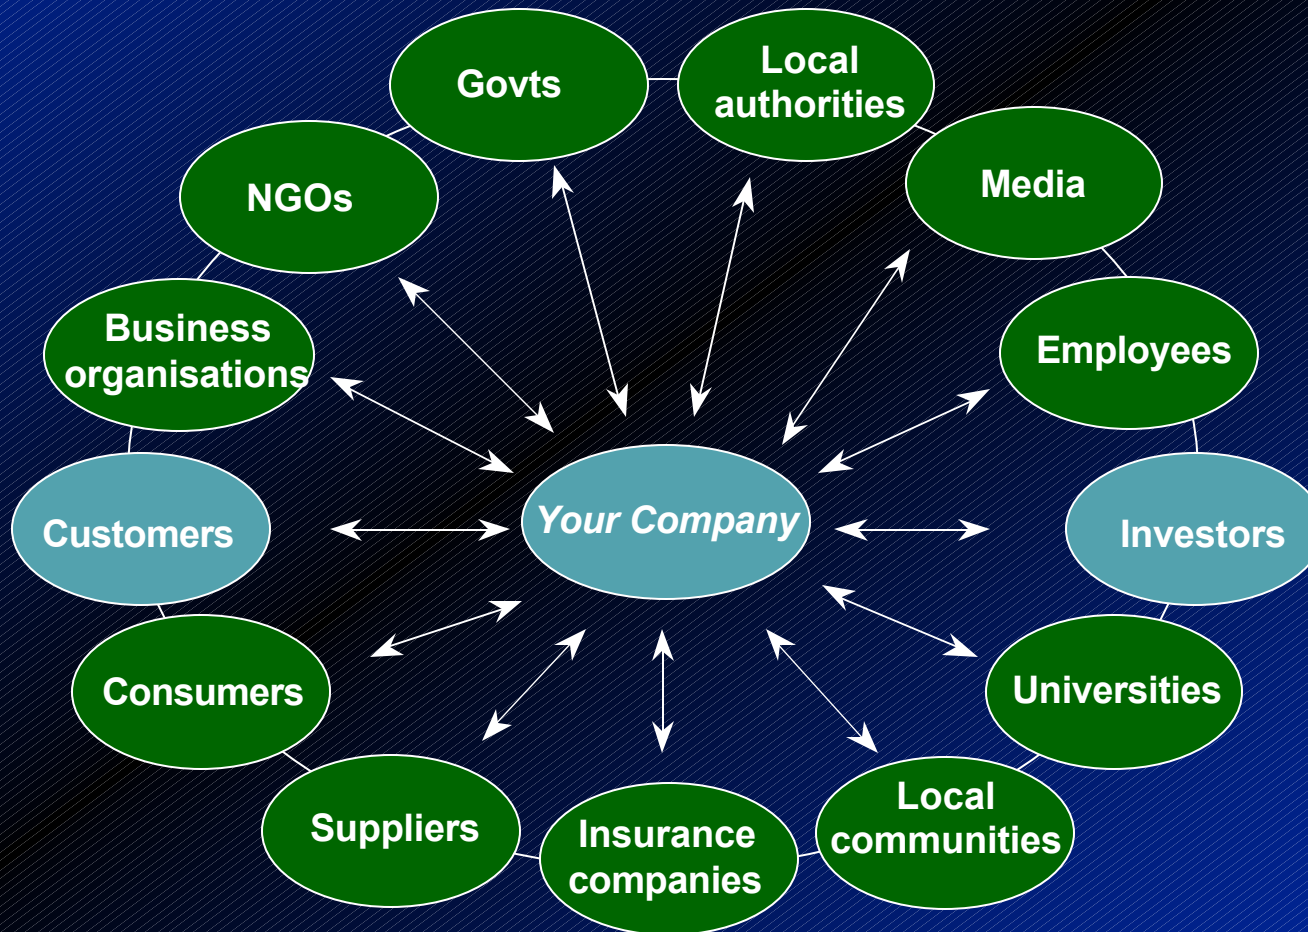 Govts
Local
authorities
NGOs
Media
Business
organisations
Employees
Customers
Your Company
Investors
Consumers
Universities
Suppliers
Insurance
companies
Local
communities